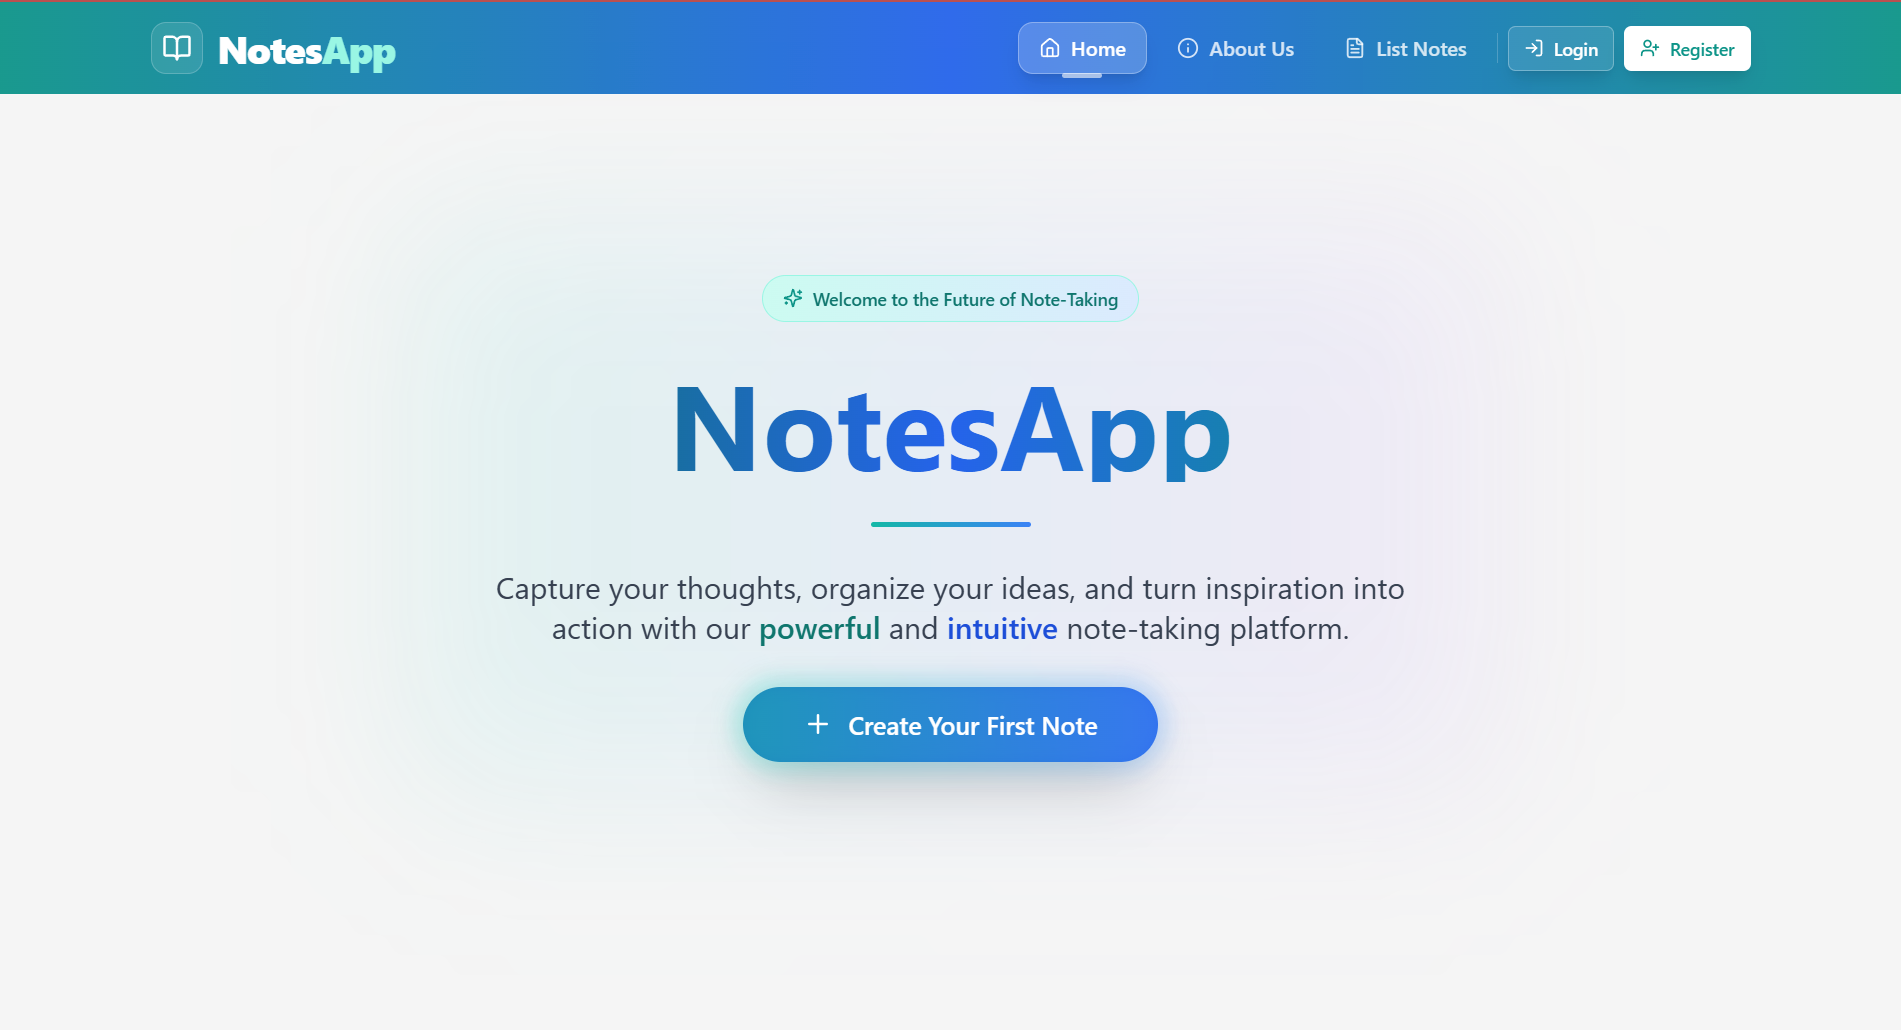 NotesApp
Home
About Us
List Notes
Login
Register
Welcome to the Future of Note-Taking
NotesApp
Capture your thoughts, organize your ideas, and turn inspiration into
action with our powerful and intuitive note-taking platform.
Create Your First Note